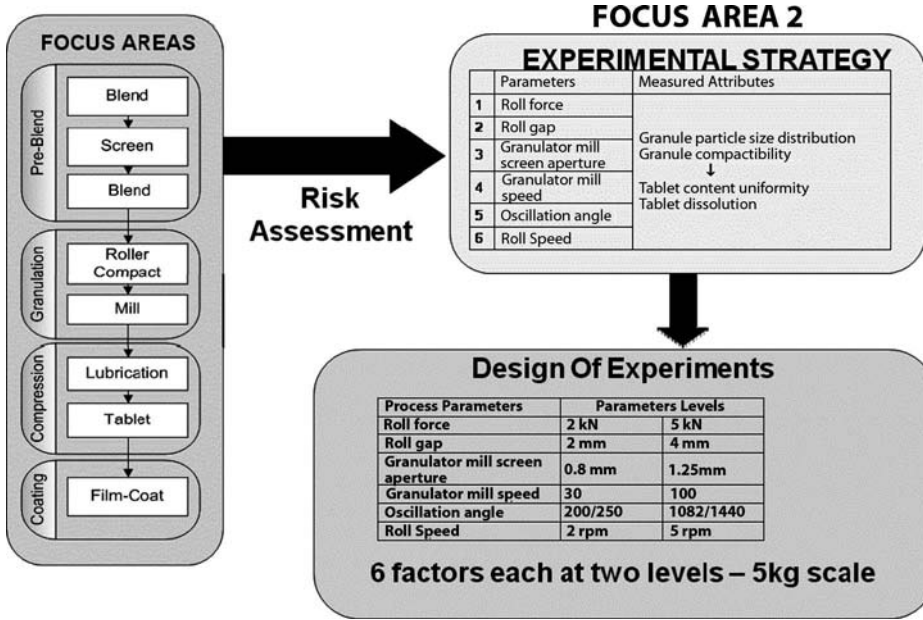 FOCUS AREAS
Pre-Blend
Blend
Screen
Blend
Granulation
Roller
Compact
Mill
Compression
Lubrication
Tablet
Coating
Film-Coat
Risk
Assessment
FOCUS AREA 2
EXPERIMENTAL STRATEGY
Parameters Measured Attributes
1 Roll force
2 Roll gap
3 Granulator mill
screen aperture
4 Granulator mill
speed
5 Oscillation angle
6 Roll Speed
Granule particle size distribution
Granule compactibility
Tablet content uniformity
Tablet dissolution
Design Of Experiments
Process Parameters Parameters Levels
Roll force 2 kN 5 kN
Roll gap 2 mm 4 mm
Granulator mill screen
aperture 0.8 mm 1.25mm
Granulator mill speed 30 100
Oscillation angle 200/250 1082/1440
Roll Speed 2 rpm 5 rpm
6 factors each at two levels – 5kg scale